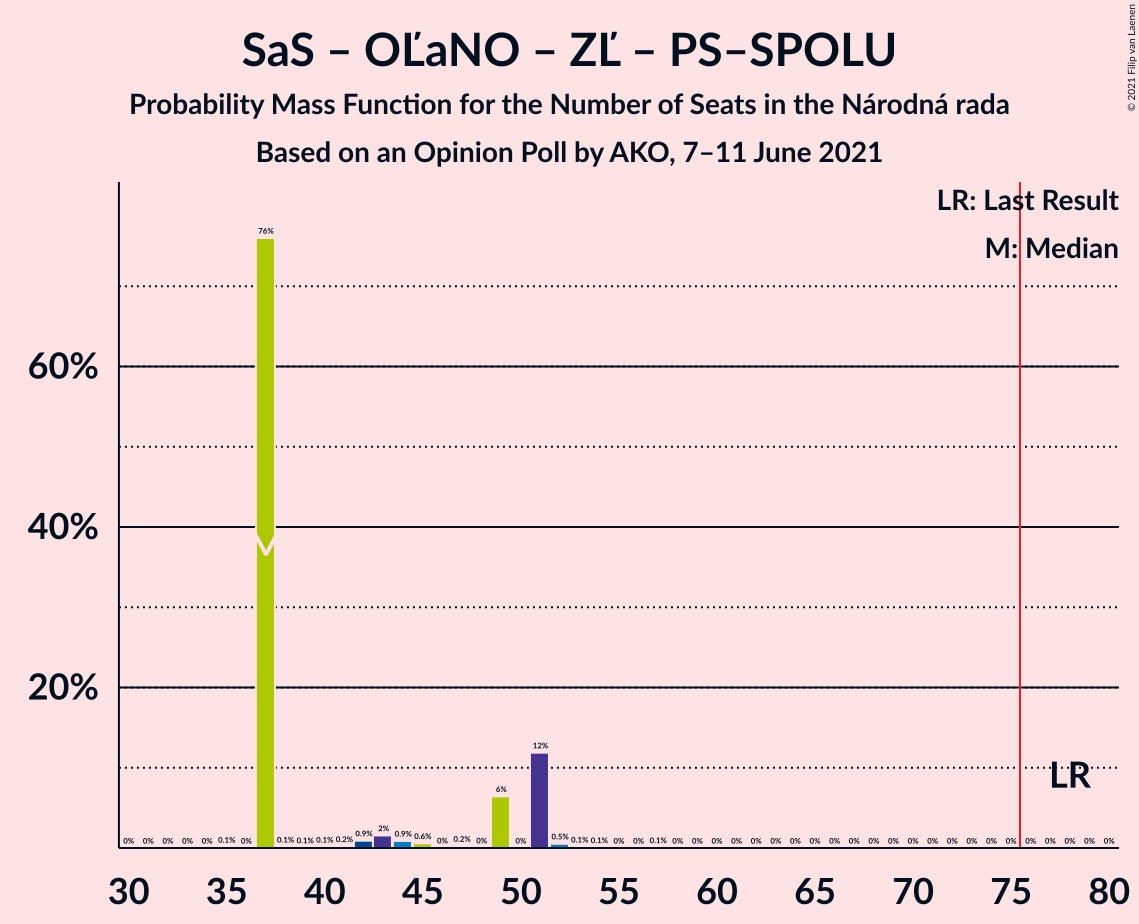 SaS – OĽaNO – ZĽ – PS–SPOLU
Probability Mass Function for the Number of Seats in the Národná rada
Based on an Opinion Poll by AKO, 7–11 June 2021
© 2021 Filip van Laenen
LR: Last Result
M: Median
76%
60%
40%
20%
12%
6%
LR
0% 0% 0% 0% 0% 0.1% 0% 0.1% 0.1% 0.1% 0.2% 0.9% 2% 0.9% 0.6% 0% 0.2% 0% 0% 0.5% 0.1% 0.1% 0% 0% 0.1% 0% 0% 0% 0% 0% 0% 0% 0% 0% 0% 0% 0% 0% 0% 0% 0% 0% 0% 0% 0% 0% 0% 0%
30 35 40 45 50 55 60 65 70 75 80